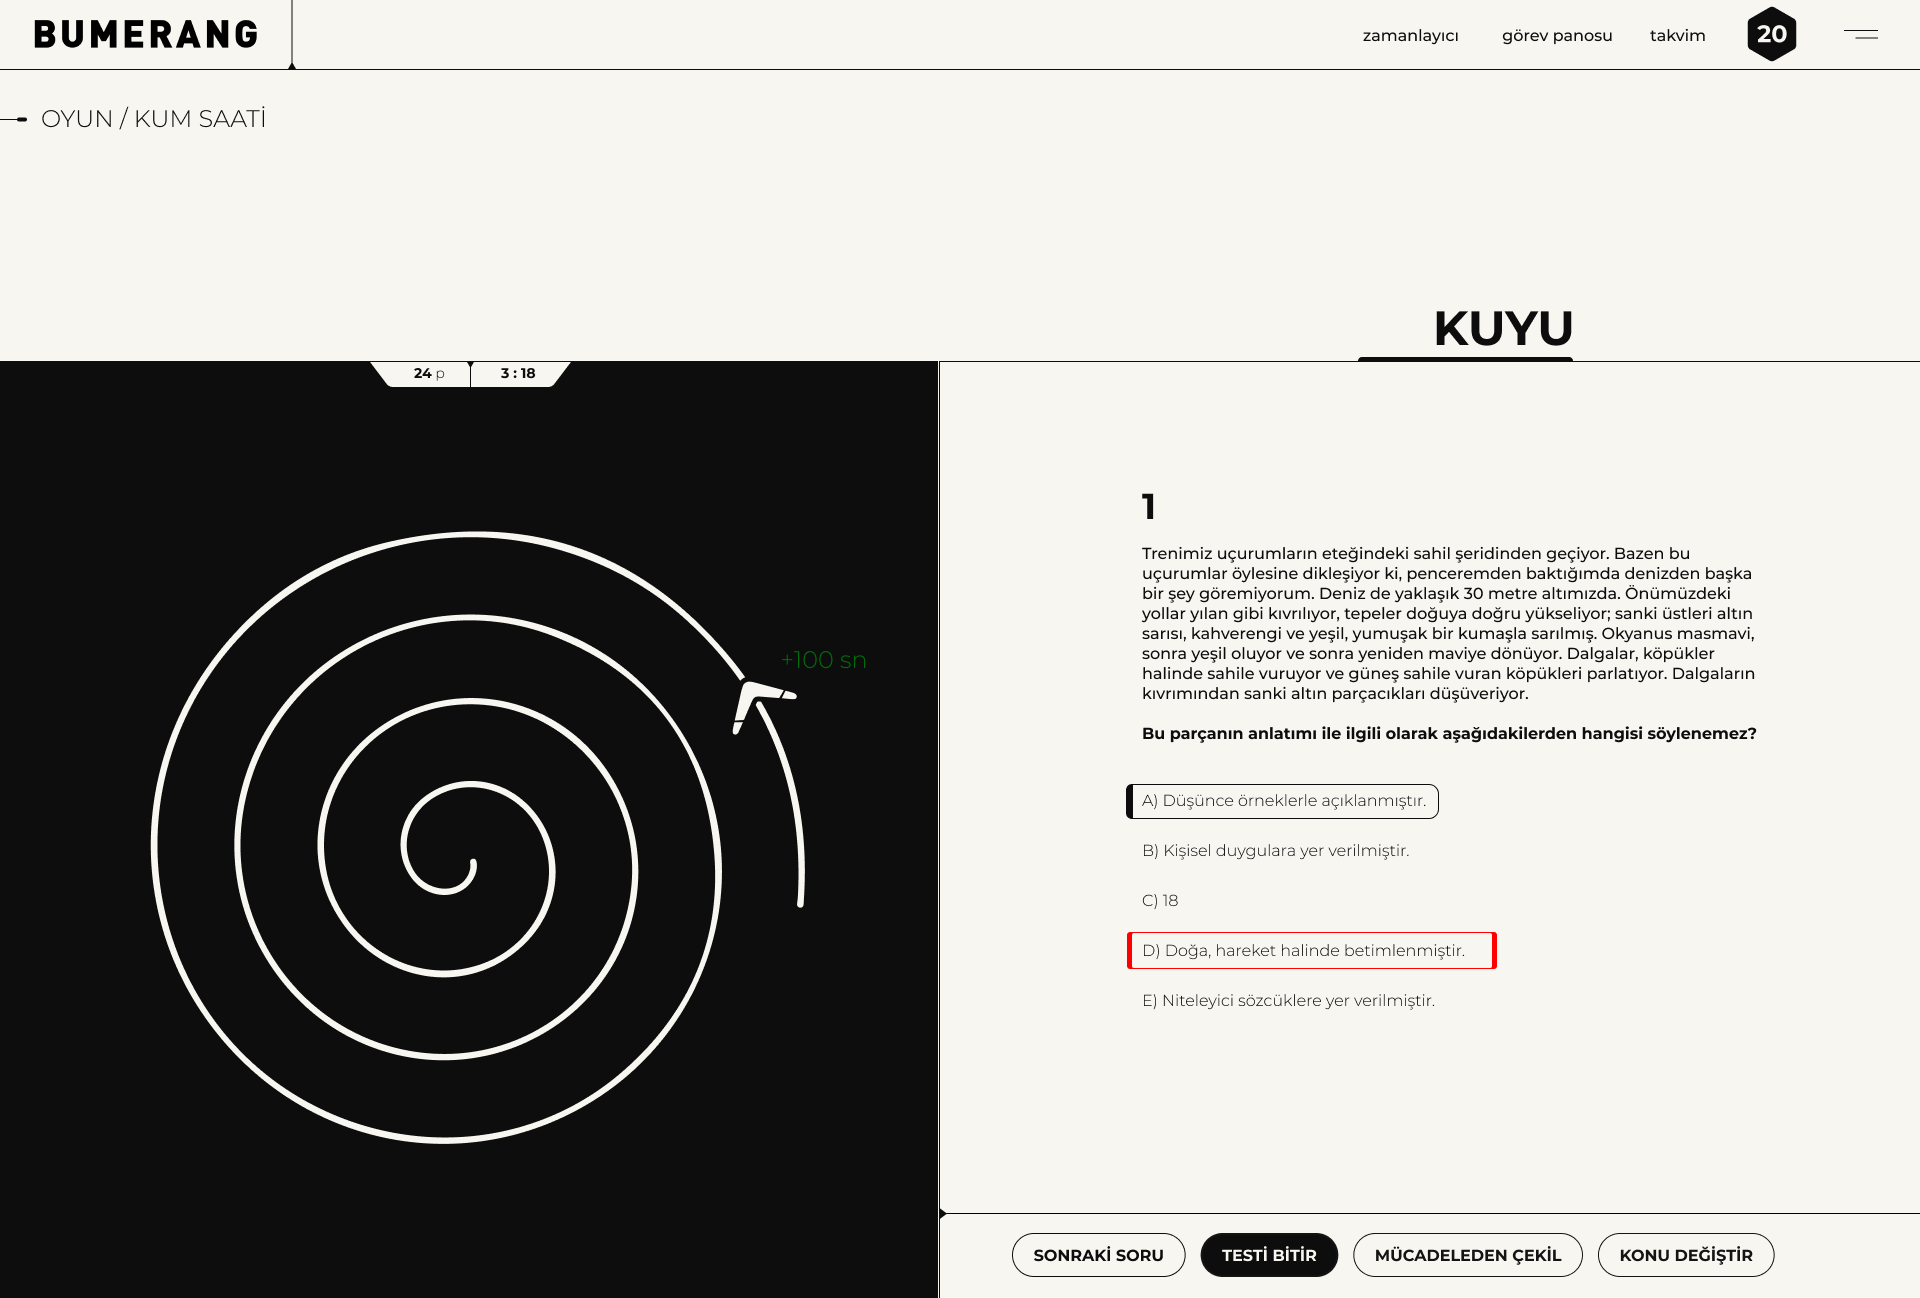 BUMERANG
zamanlayıcı
görev panosu
takvim
20
OYUN / KUM SAATİ
KUYU
24 p
3 : 18
+100 sn
1
Trenimiz uçurumların eteğindeki sahil şeridinden geçiyor. Bazen bu
uçurumlar öylesine dikleşiyor ki, penceremden baktığımda denizden başka
bir şey göremiyorum. Deniz de yaklaşık 30 metre altımızda. Önümüzdeki
yollar yılan gibi kıvrılıyor, tepeler doğuya doğru yükseliyor; sanki üstleri altın
sarısı, kahverengi ve yeşil, yumuşak bir kumaşla sarılmış. Okyanus masmavi,
sonra yeşil oluyor ve sonra yeniden maviye dönüyor. Dalgalar, köpükler
halinde sahile vuruyor ve güneş sahile vuran köpükleri parlatıyor. Dalgaların
kıvrımından sanki altın parçacıkları düşüveriyor.
Bu parçanın anlatımı ile ilgili olarak aşağıdakilerden hangisi söylenemez?
A) Düşünce örneklerle açıklanmıştır.
B) Kişisel duygulara yer verilmiştir.
C) 18
D) Doğa, hareket halinde betimlenmiştir.
E) Niteleyici sözcüklere yer verilmiştir.
SONRAKİ SORU
TESTİ BİTİR
MÜCADELEDEN ÇEKİL
KONU DEĞİŞTİR